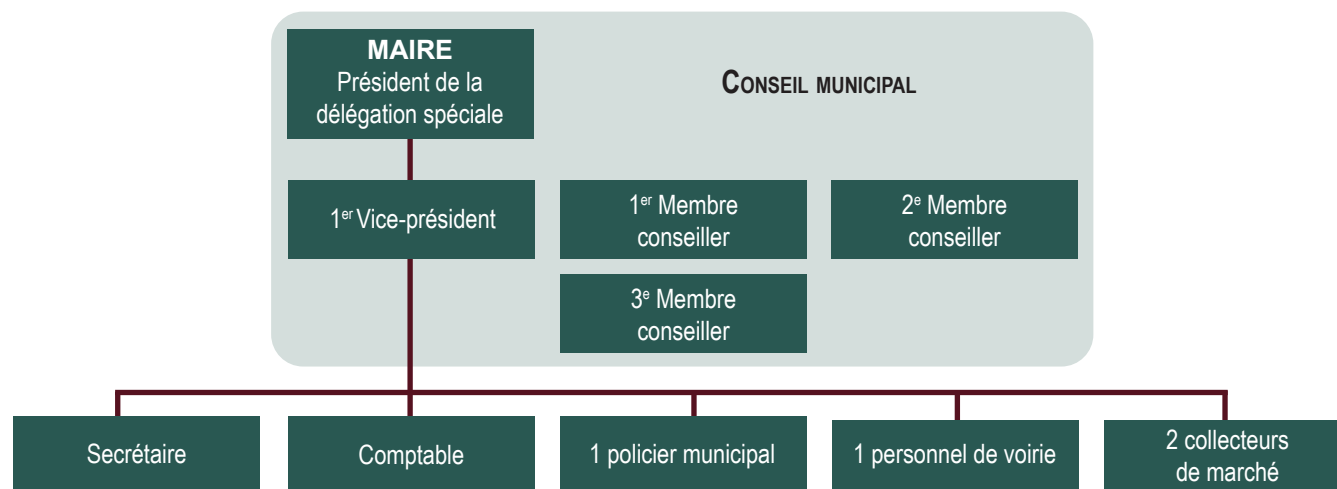 MAIRE
Président de la
délégation spéciale
CONSEIL MUNICIPAL
1er Vice-président
1er Membre
conseiller
2e Membre
conseiller
3e Membre
conseiller
Secrétaire
Comptable
1 policier municipal
1 personnel de voirie
2 collecteurs
de marché